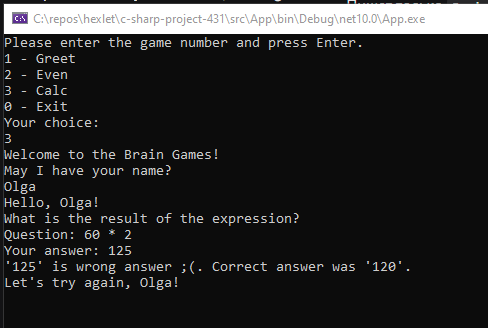 C:\repos\hexlet\c-sharp-project-431\src\App\bin\Debug\net10.0\App.exe
Please enter the game number and press Enter.
1 - Greet
2 - Even
3 - Calc
0 - Exit
Your choice:
3
Welcome to the Brain Games!
May I have your name?
Olga
Hello, Olga!
What is the result of the expression?
Question: 60 * 2
Your answer: 125
'125' is wrong answer ;(. Correct answer was '120'.
Let's try again, Olga!